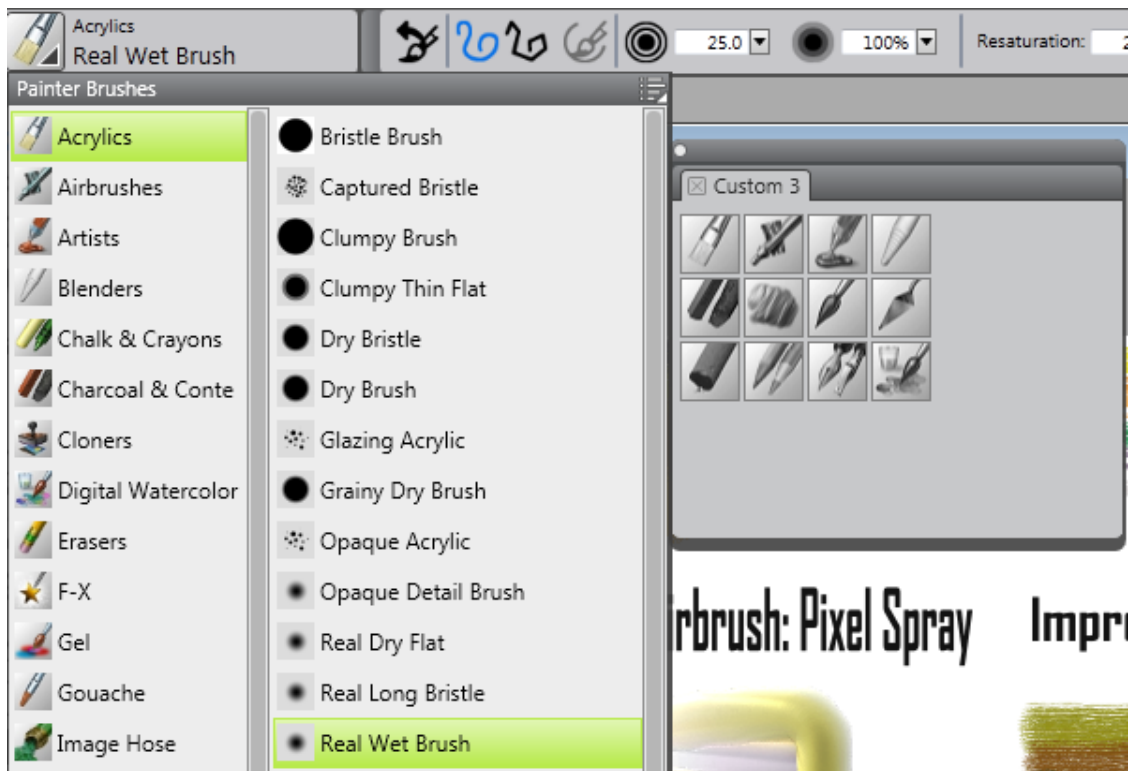 Acrylics
Real Wet Brush
25.0
100%
Resaturation:
Painter Brushes
Acrylics
Airbrushes
Artists
Blenders
Chalk & Crayons
Charcoal & Conte
Cloners
Digital Watercolor
Erasers
F-X
Gel
Gouache
Image Hose
Bristle Brush
Captured Bristle
Clumpy Brush
Clumpy Thin Flat
Dry Bristle
Dry Brush
Glazing Acrylic
Grainy Dry Brush
Opaque Acrylic
Opaque Detail Brush
Real Dry Flat
Real Long Bristle
Real Wet Brush
Custom 3
rbrush: Pixel Spray
Impr